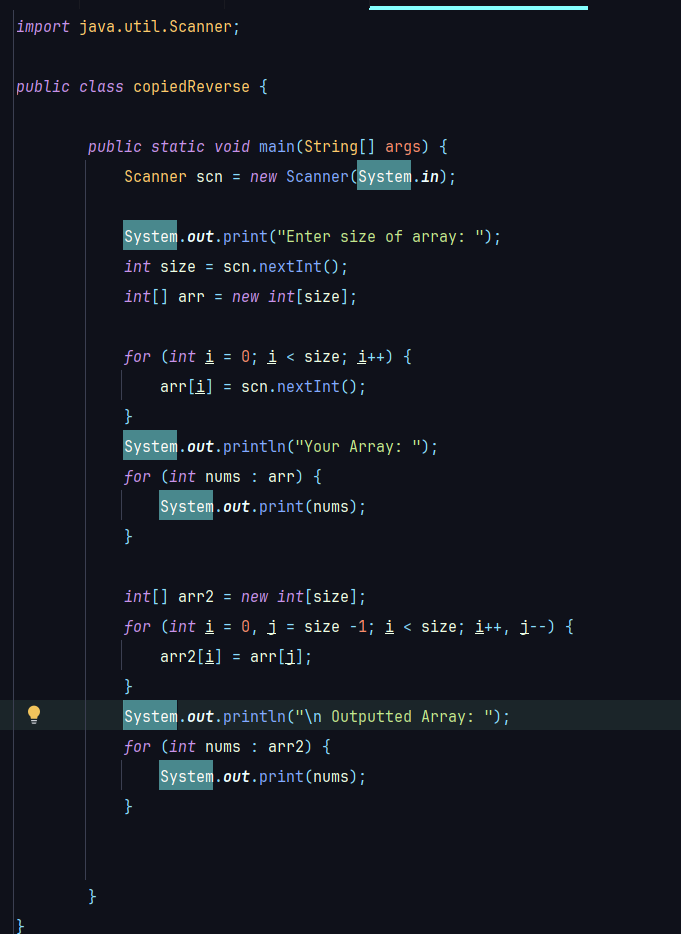 import java.util.Scanner;
public class copiedReverse {
public static void main(String[] args) {
Scanner scn = new Scanner(System.in);
System.out.print("Enter size of array: ");
int size = scn.nextInt();
int[] arr = new int[size];
for (int i = 0; i < size; i++) {
arr[i] = scn.nextInt();
}
System.out.println("Your Array: ");
for (int nums : arr) {
System.out.print(nums);
}
int[] arr2 = new int[size];
for (int i = 0, j = size -1; i < size; i++, j--) {
arr2[i] = arr[j];
}
System.out.println("\n Outputted Array: ");
for (int nums : arr2) {
System.out.print(nums);
}
}
}